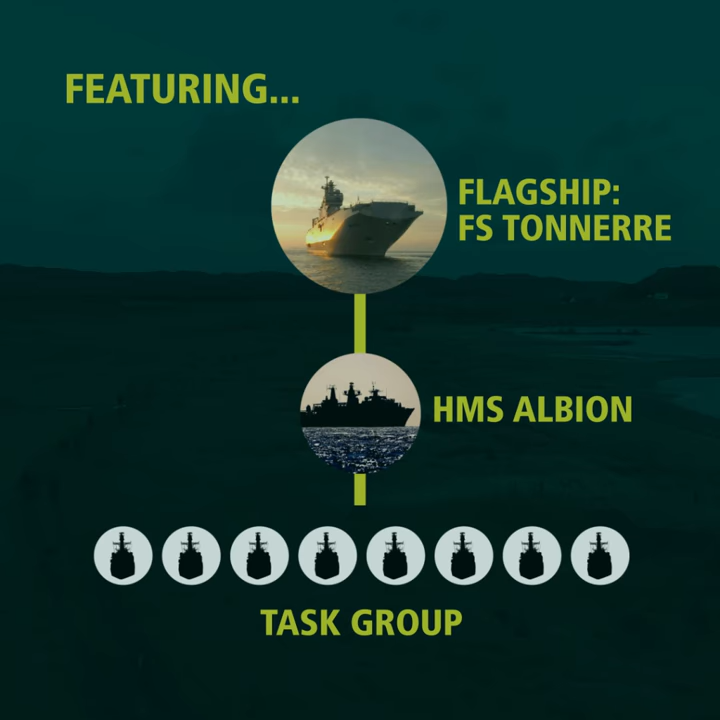 FEATURING...
FLAGSHIP:
FS TONNERRE
HMS ALBION
TASK GROUP